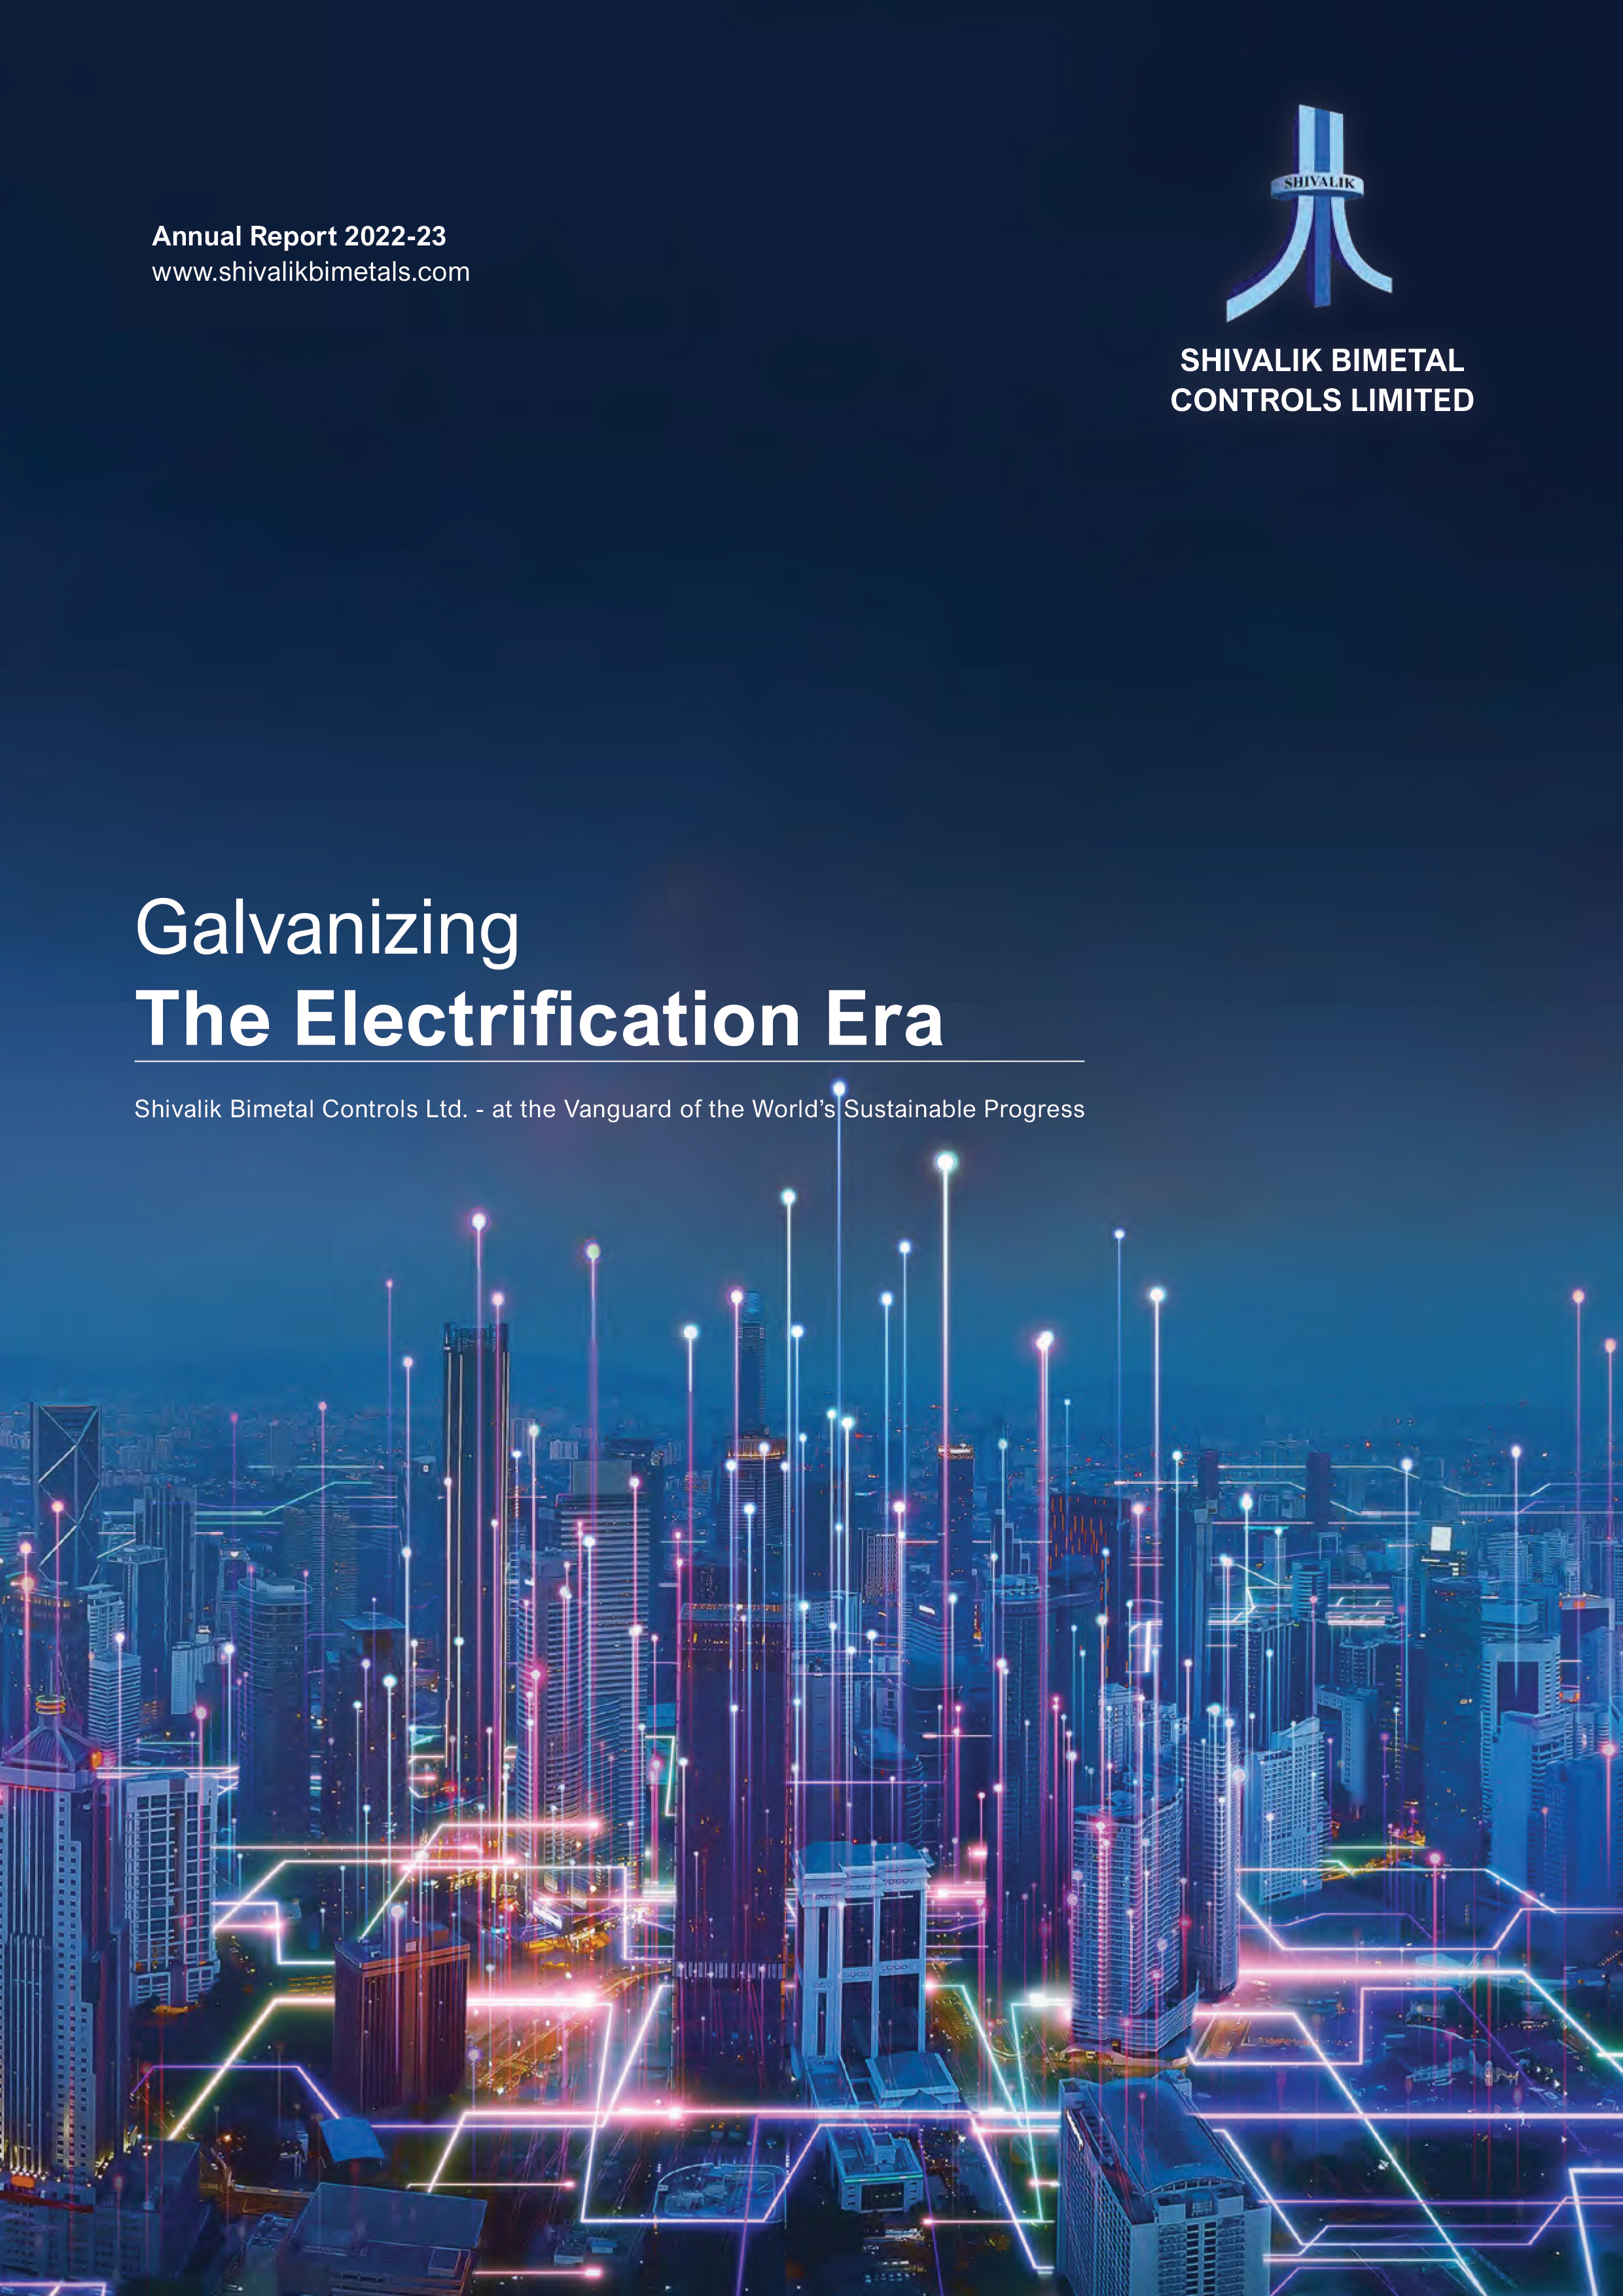 Annual Report 2022-23
www.shivalikbimetals.com
SHIVALIK
SHIVALIK BIMETAL
CONTROLS LIMITED
Galvanizing
The Electrification Era
Shivalik Bimetal Controls Ltd. - at the Vanguard of the World’s Sustainable Progress